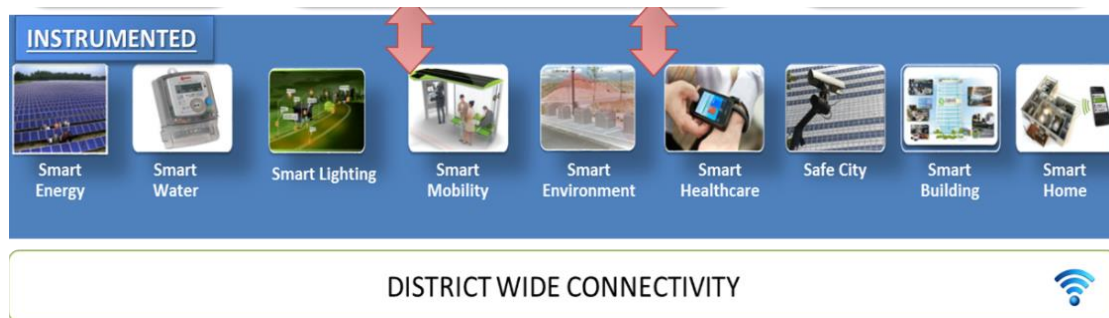 INSTRUMENTED
Smart
Energy
Smart
Water
Smart Lighting
Smart
Mobility
Smart
Environment
Smart
Healthcare
Safe City
Smart
Building
Smart
Home
DISTRICT WIDE CONNECTIVITY